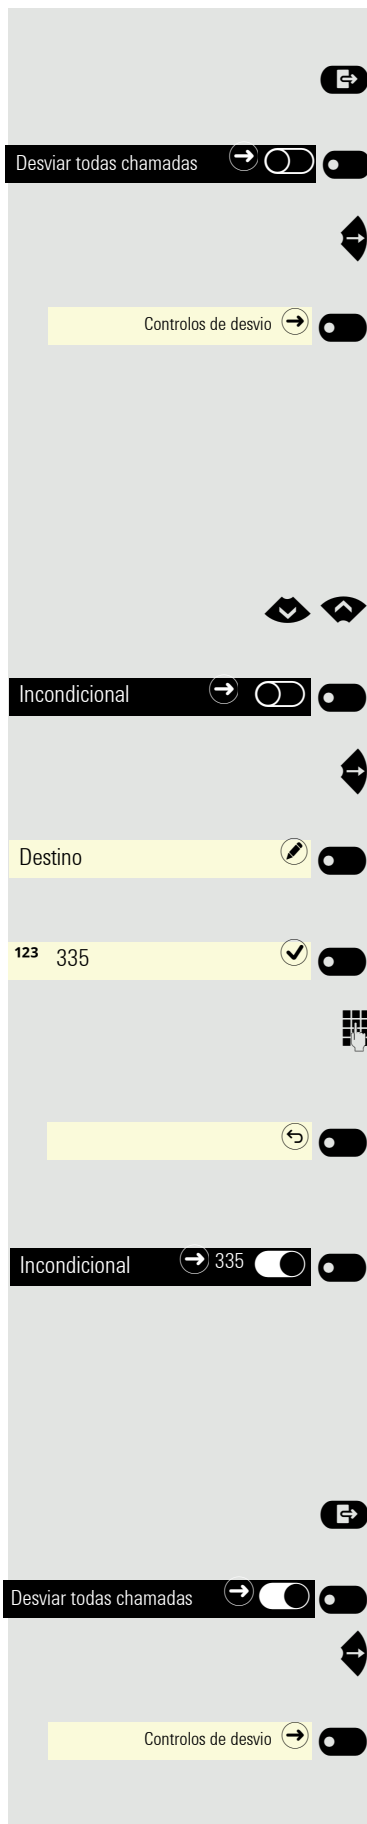 Desviar todas chamadas
Controlos de desvio
Incondicional
Destino
123 335
Incondicional 335
Desviar todas chamadas
Controlos de desvio